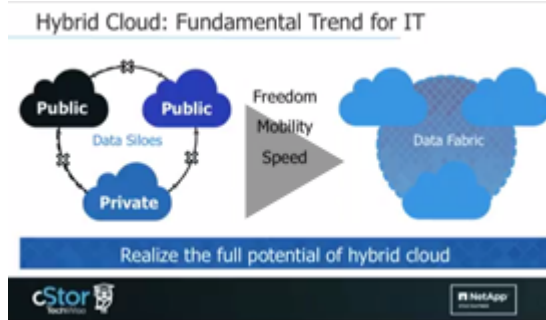 Hybrid Cloud: Fundamental Trend for IT
Public
Public
Data Siloes
Private
Freedom
Mobility
Speed
Data Fabric
Realize the full potential of hybrid cloud
cStor
TechWise
NetApp